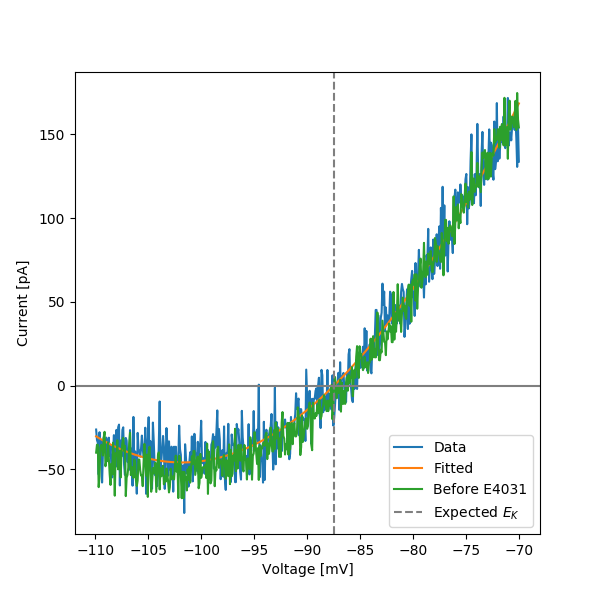 150
100
50
0
−50
Current [pA]
−110
−105
−100
−95
−90
−85
−80
−75
−70
Voltage [mV]
Data
Fitted
Before E4031
Expected E_K